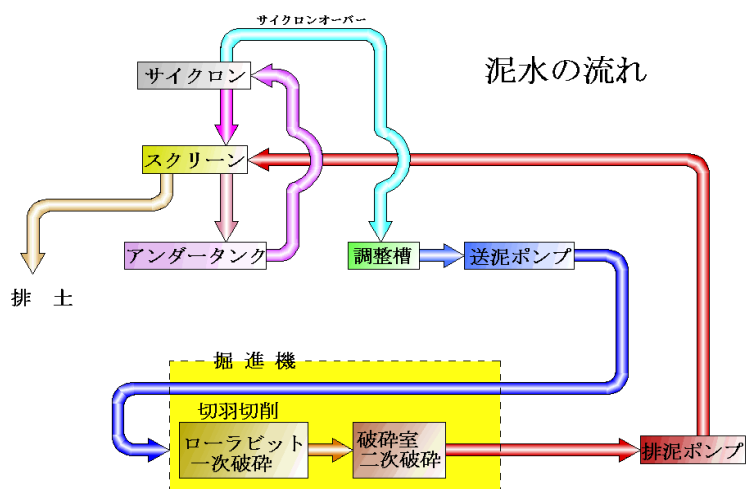 サイクロンオーバー
泥水の流れ
サイクロン
スクリーン
アンダータンク
調整槽
送泥ポンプ
排 土
掘 進 機
切羽切削
ローラビット
一次破砕
破砕室
二次破砕
排泥ポンプ